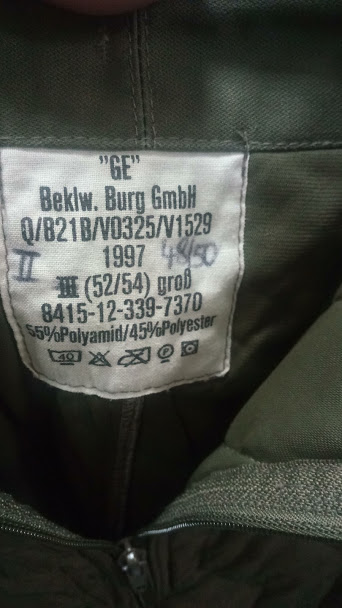 "GE"
Beklw. Burg GmbH
Q/B21B/V0325/V1529
II 1997 48/50
III (52/54) groß
8415-12-339-7370
55%Polyamid/45%Polyester
40 P